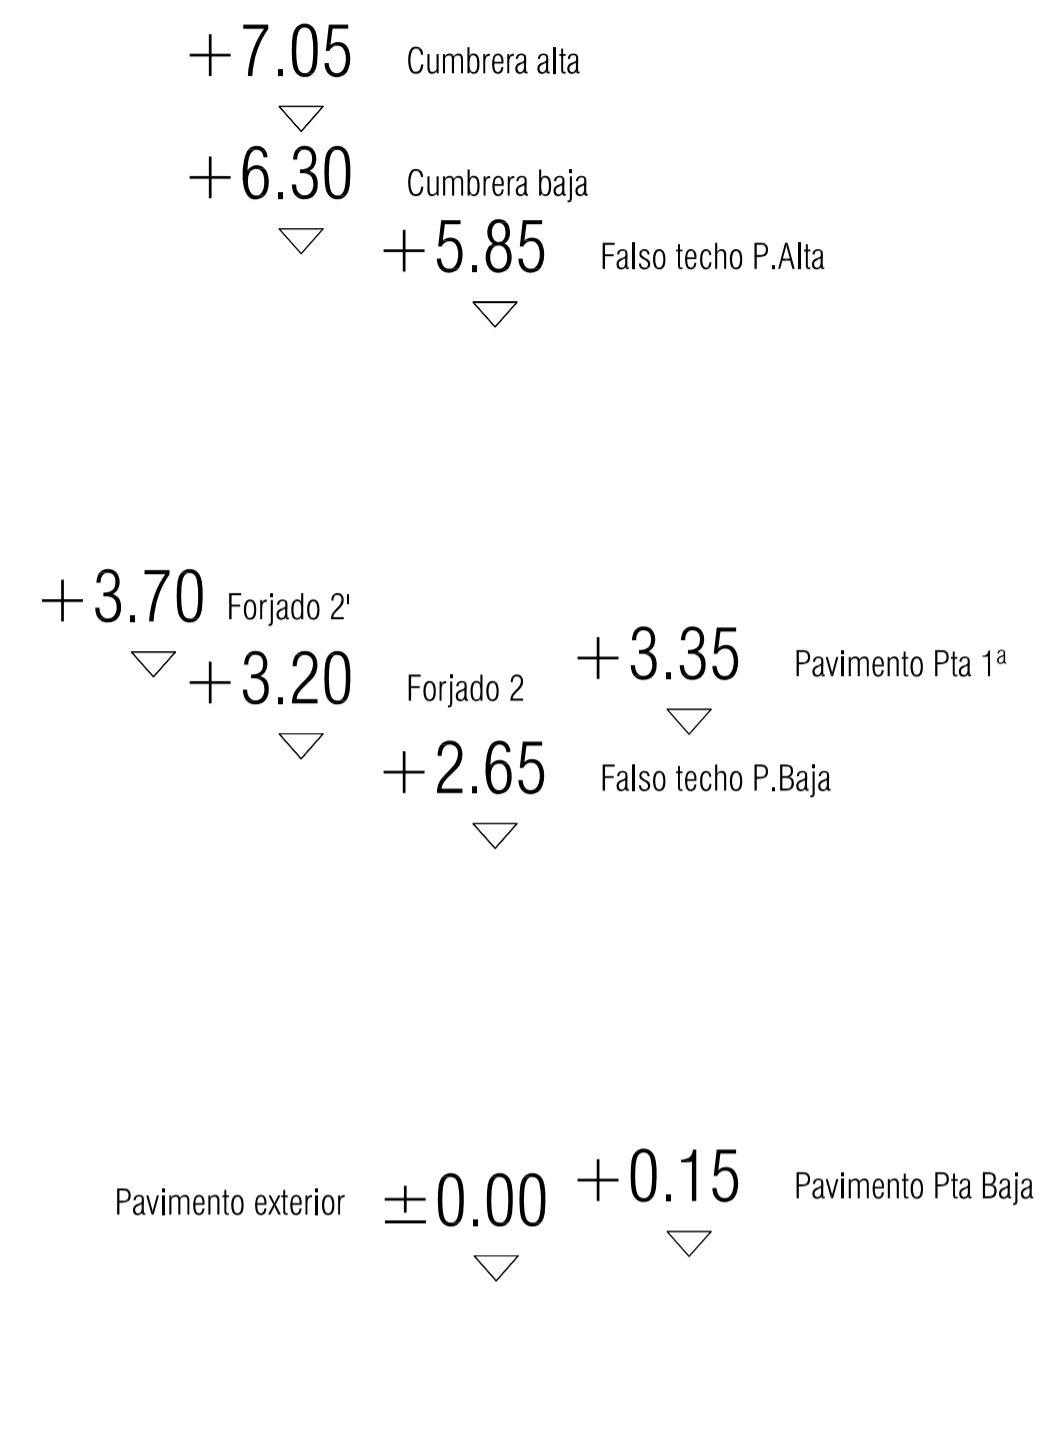 +7.05 Cumbrera alta
+6.30 Cumbrera baja
+5.85 Falso techo P.Alta
+3.70 Forjado 2'
+3.35 Pavimento Pta 1ª
+3.20 Forjado 2
+2.65 Falso techo P.Baja
+0.15 Pavimento Pta Baja
Pavimento exterior ±0.00